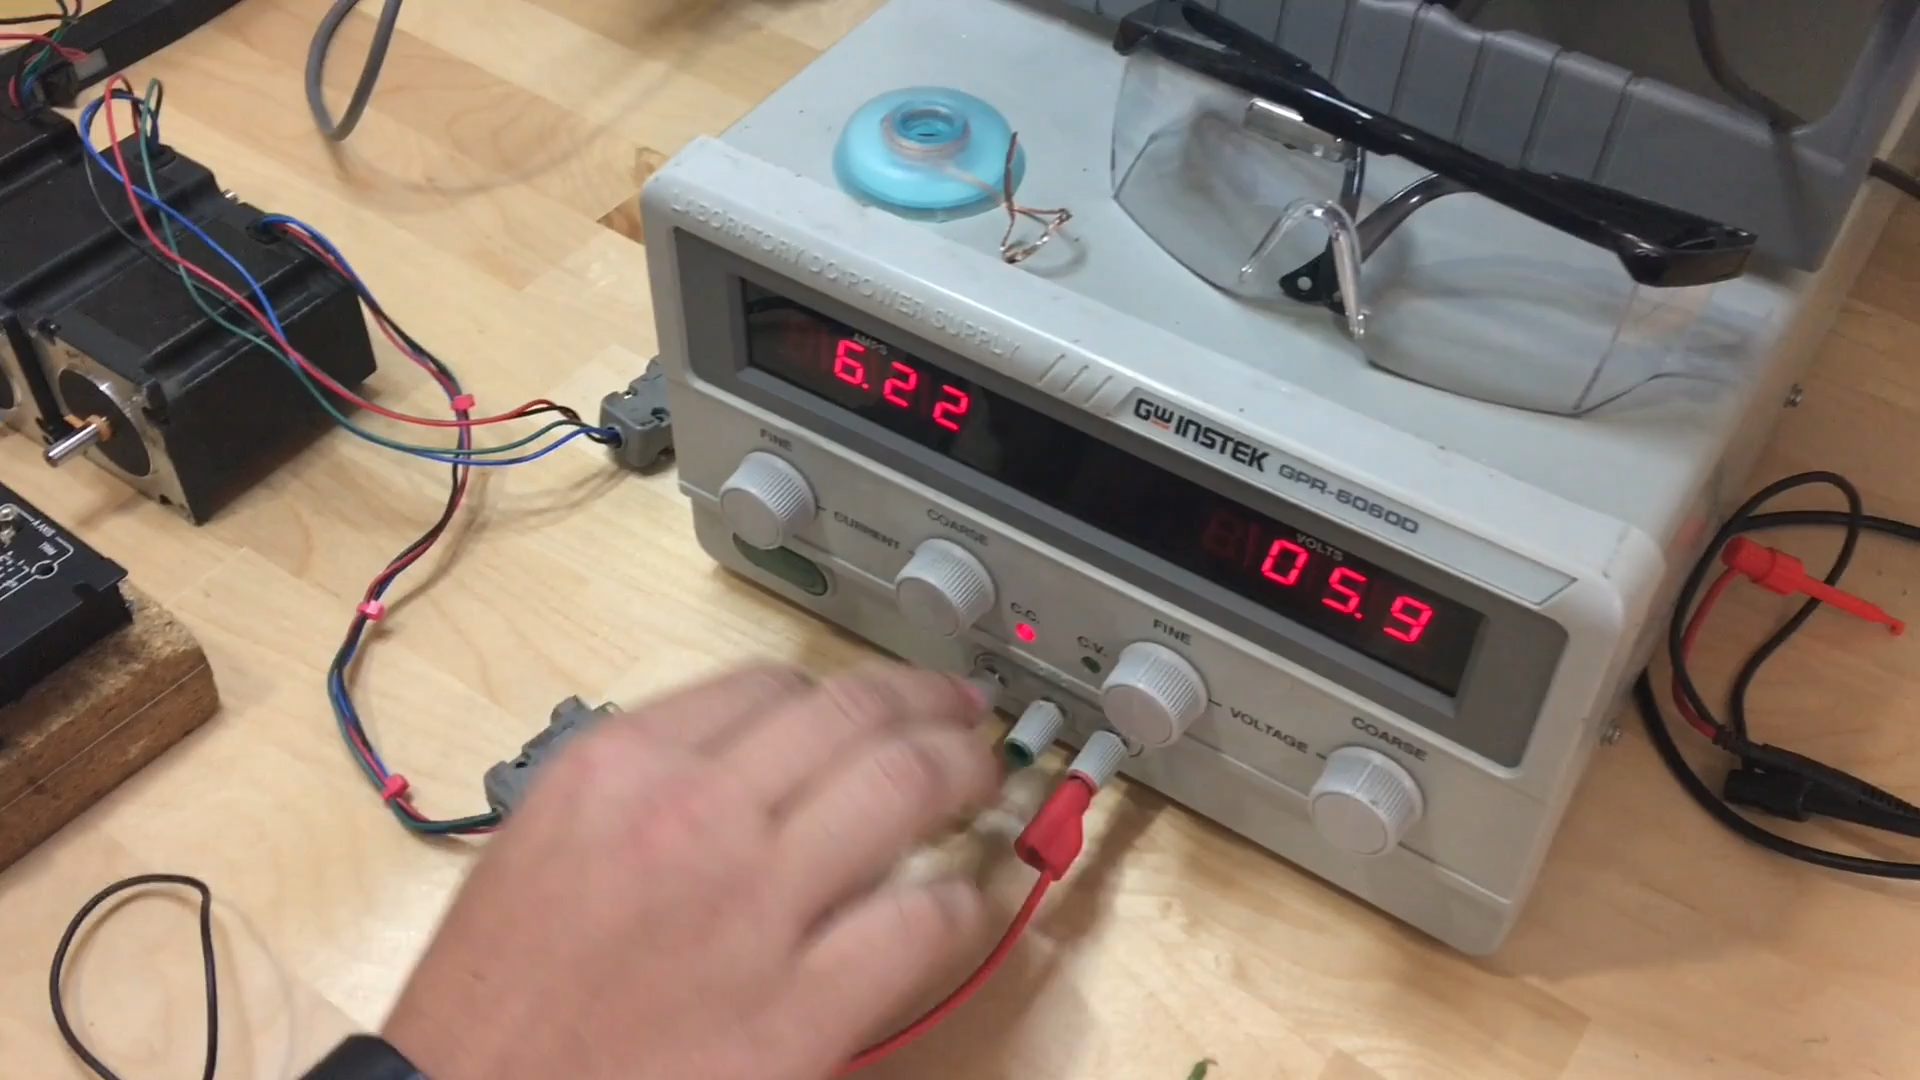 LABORATORY DC POWER SUPPLY
AMPS
6.22
GW INSTEK GPR-6060D
VOLTS
05.9
FINE
CURRENT
COARSE
C.C.
C.V.
FINE
VOLTAGE
COARSE